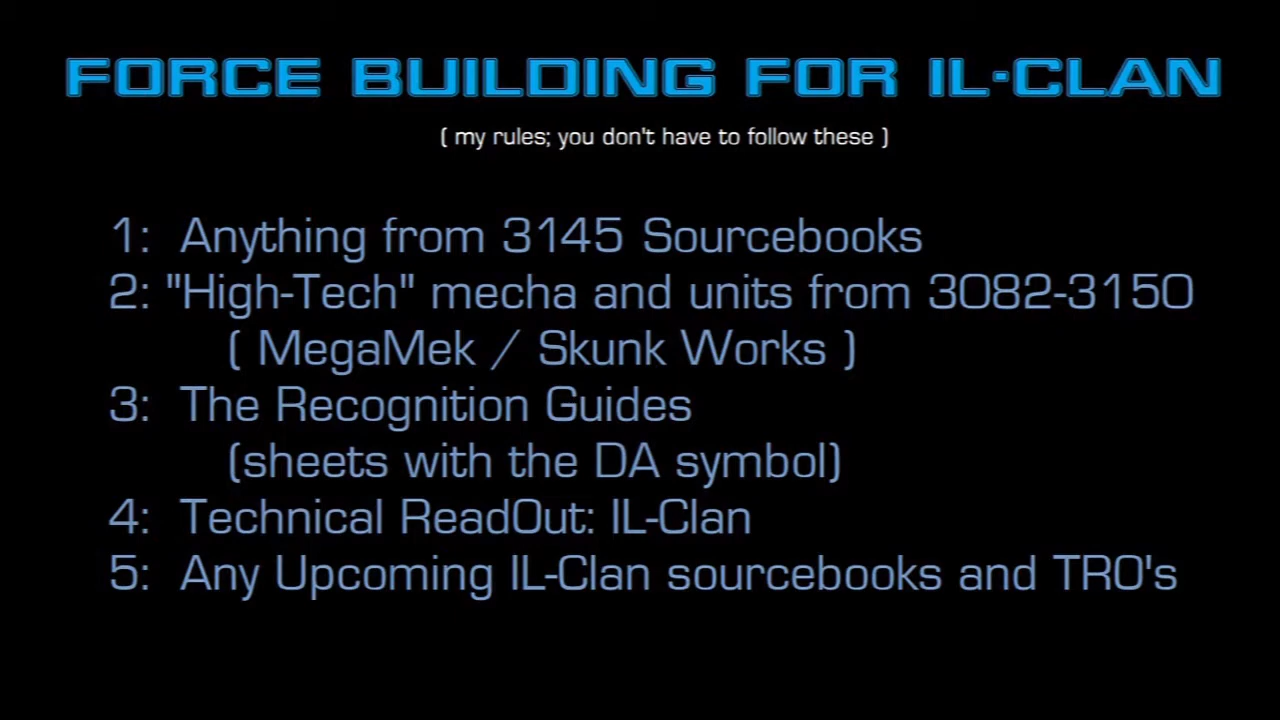 FORCE BUILDING FOR IL·CLAN
( my rules; you don't have to follow these )
1: Anything from 3145 Sourcebooks
2: "High-Tech" mecha and units from 3082-3150
( MegaMek / Skunk Works )
3: The Recognition Guides
(sheets with the DA symbol)
4: Technical ReadOut: IL-Clan
5: Any Upcoming IL-Clan sourcebooks and TRO's